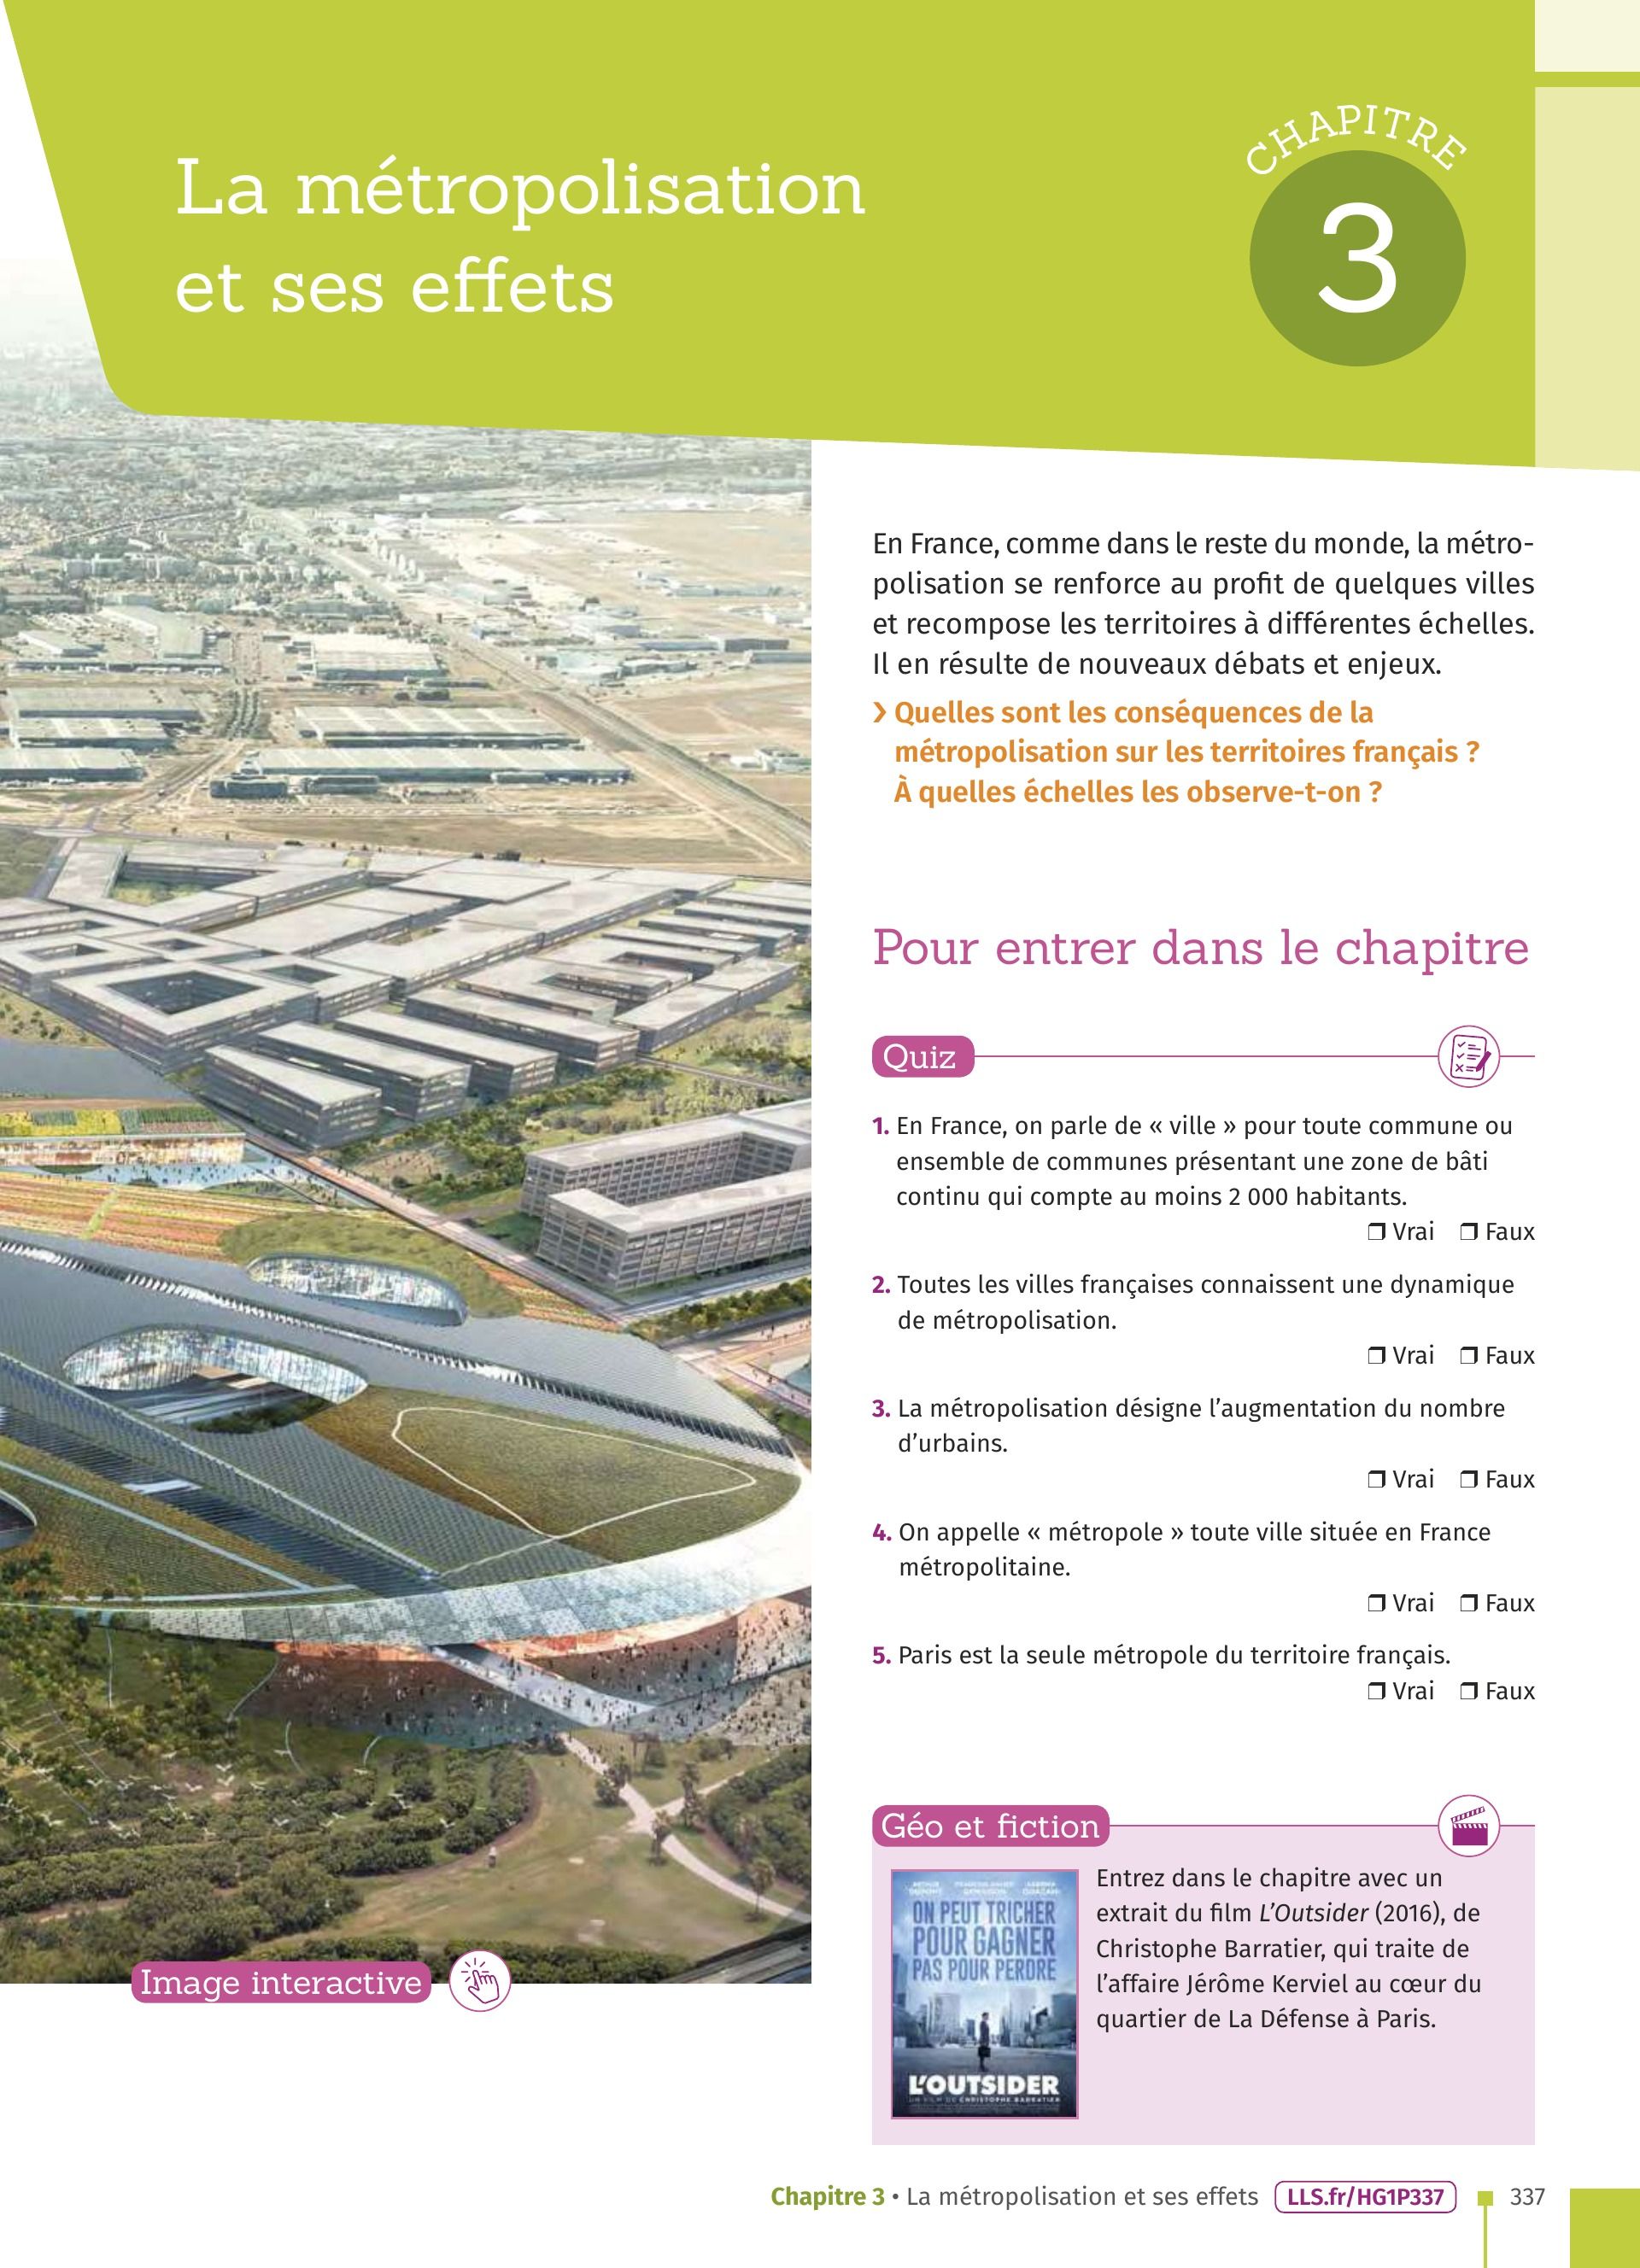 CHAPITRE
3
La métropolisation
et ses effets
En France, comme dans le reste du monde, la métro-
polisation se renforce au profit de quelques villes
et recompose les territoires à différentes échelles.
Il en résulte de nouveaux débats et enjeux.
› Quelles sont les conséquences de la
métropolisation sur les territoires français ?
À quelles échelles les observe-t-on ?
Pour entrer dans le chapitre
Quiz
1. En France, on parle de « ville » pour toute commune ou
ensemble de communes présentant une zone de bâti
continu qui compte au moins 2 000 habitants.
❒ Vrai ❒ Faux
2. Toutes les villes françaises connaissent une dynamique
de métropolisation.
❒ Vrai ❒ Faux
3. La métropolisation désigne l’augmentation du nombre
d’urbains.
❒ Vrai ❒ Faux
4. On appelle « métropole » toute ville située en France
métropolitaine.
❒ Vrai ❒ Faux
5. Paris est la seule métropole du territoire français.
❒ Vrai ❒ Faux
Géo et fiction
ON PEUT TRICHER
POUR GAGNER
PAS POUR PERDRE
L’OUTSIDER
UN FILM DE CHRISTOPHE BARRATIER
Entrez dans le chapitre avec un
extrait du film L’Outsider (2016), de
Christophe Barratier, qui traite de
l’affaire Jérôme Kerviel au cœur du
quartier de La Défense à Paris.
Image interactive
Chapitre 3 • La métropolisation et ses effets LLS.fr/HG1P337 337